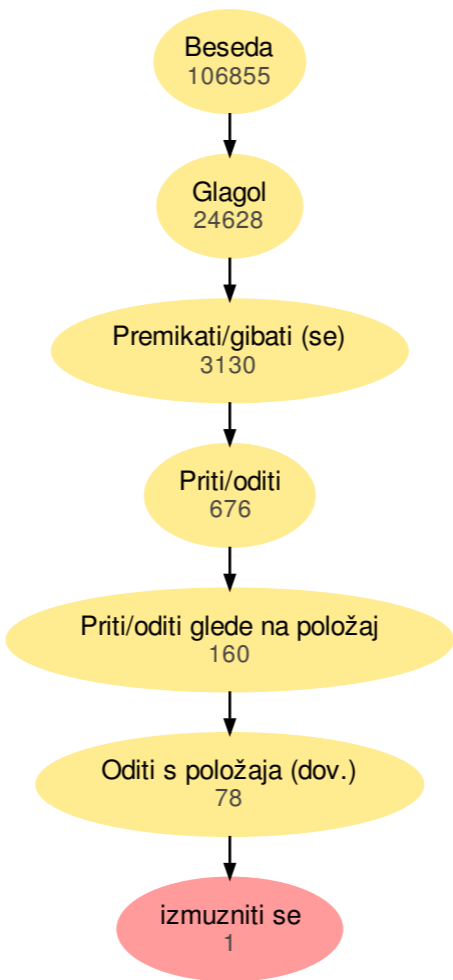 Beseda
106855
Glagol
24628
Premikati/gibati (se)
3130
Priti/oditi
676
Priti/oditi glede na položaj
160
Oditi s položaja (dov.)
78
izmuzniti se
1